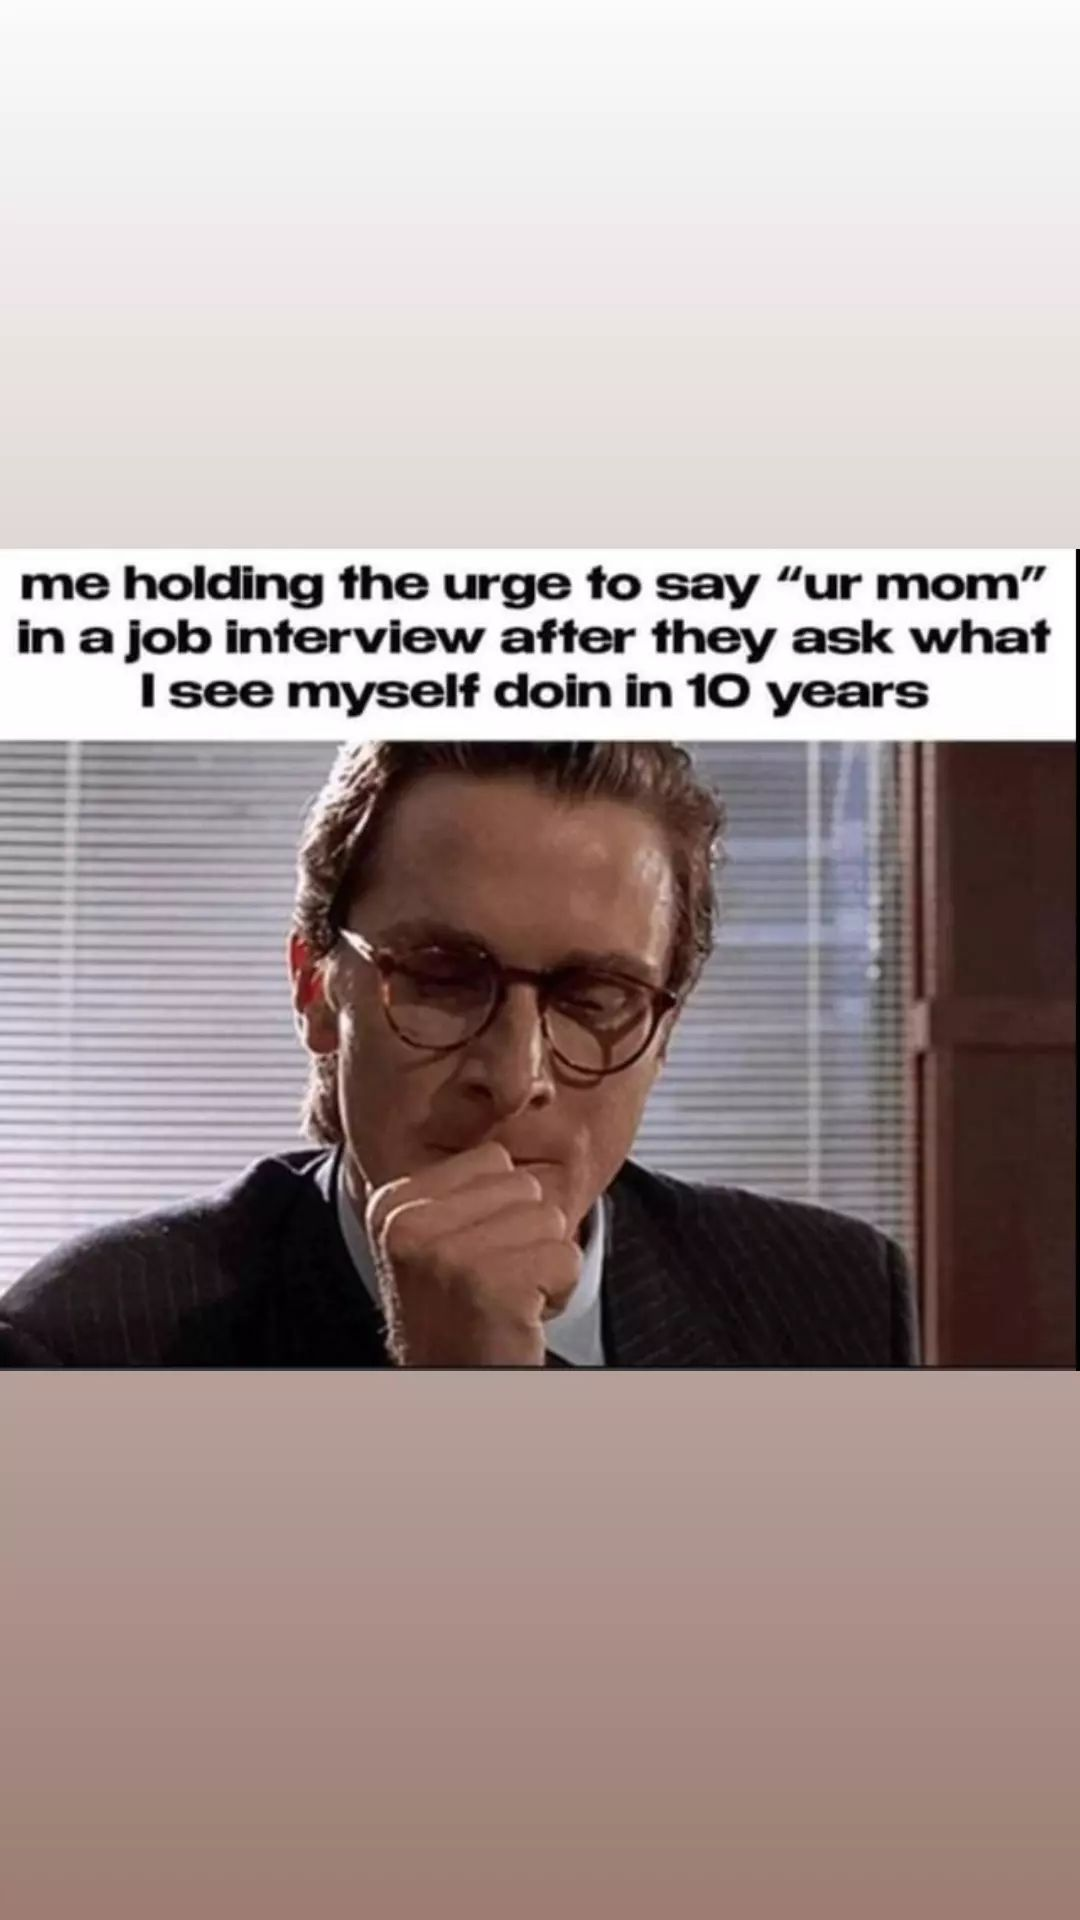 me holding the urge to say “ur mom”
in a job interview after they ask what
I see myself doin in 10 years